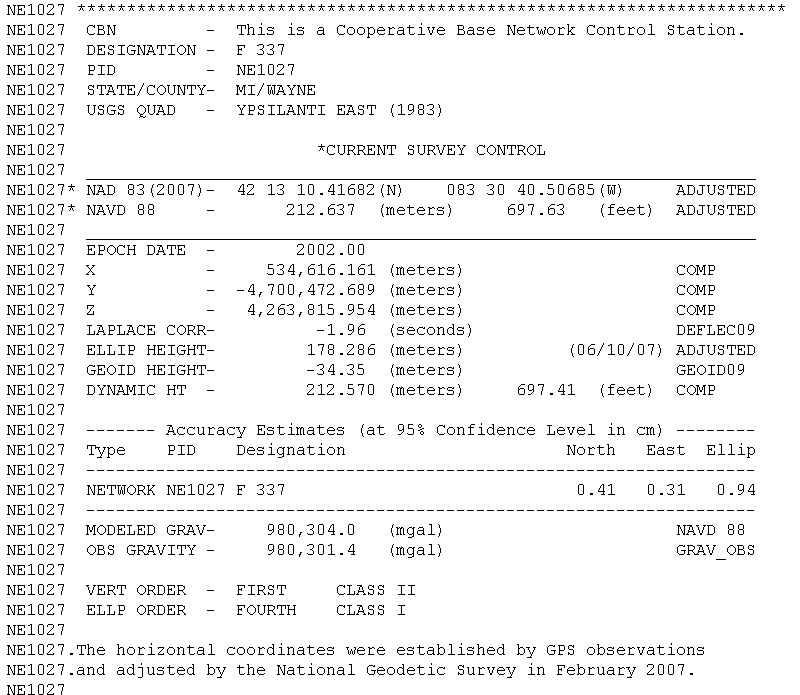 NE1027 ***********************************************************************
NE1027  CBN         -  This is a Cooperative Base Network Control Station.
NE1027  DESIGNATION -  F 337
NE1027  PID         -  NE1027
NE1027  STATE/COUNTY-  MI/WAYNE
NE1027  USGS QUAD   -  YPSILANTI EAST (1983)
NE1027
NE1027                         *CURRENT SURVEY CONTROL
NE1027  ___________________________________________________________________
NE1027* NAD 83(2007)-  42 13 10.41682(N)    083 30 40.50685(W)     ADJUSTED
NE1027* NAVD 88     -       212.637  (meters)     697.63   (feet)  ADJUSTED
NE1027  ___________________________________________________________________
NE1027  EPOCH DATE  -        2002.00
NE1027  X           -     534,616.161 (meters)                     COMP
NE1027  Y           -  -4,700,472.689 (meters)                     COMP
NE1027  Z           -   4,263,815.954 (meters)                     COMP
NE1027  LAPLACE CORR-          -1.96  (seconds)                    DEFLEC09
NE1027  ELLIP HEIGHT-         178.286 (meters)          (06/10/07) ADJUSTED
NE1027  GEOID HEIGHT-         -34.35  (meters)                     GEOID09
NE1027  DYNAMIC HT  -         212.570 (meters)     697.41  (feet)  COMP
NE1027
NE1027  ------- Accuracy Estimates (at 95% Confidence Level in cm) --------
NE1027  Type    PID    Designation                      North   East  Ellip
NE1027  -------------------------------------------------------------------
NE1027  NETWORK NE1027 F 337                             0.41   0.31   0.94
NE1027  -------------------------------------------------------------------
NE1027  MODELED GRAV-     980,304.0   (mgal)                       NAVD 88
NE1027  OBS GRAVITY -     980,301.4   (mgal)                       GRAV_OBS
NE1027
NE1027  VERT ORDER  -  FIRST     CLASS II
NE1027  ELLP ORDER  -  FOURTH    CLASS I
NE1027
NE1027.The horizontal coordinates were established by GPS observations
NE1027.and adjusted by the National Geodetic Survey in February 2007.
NE1027